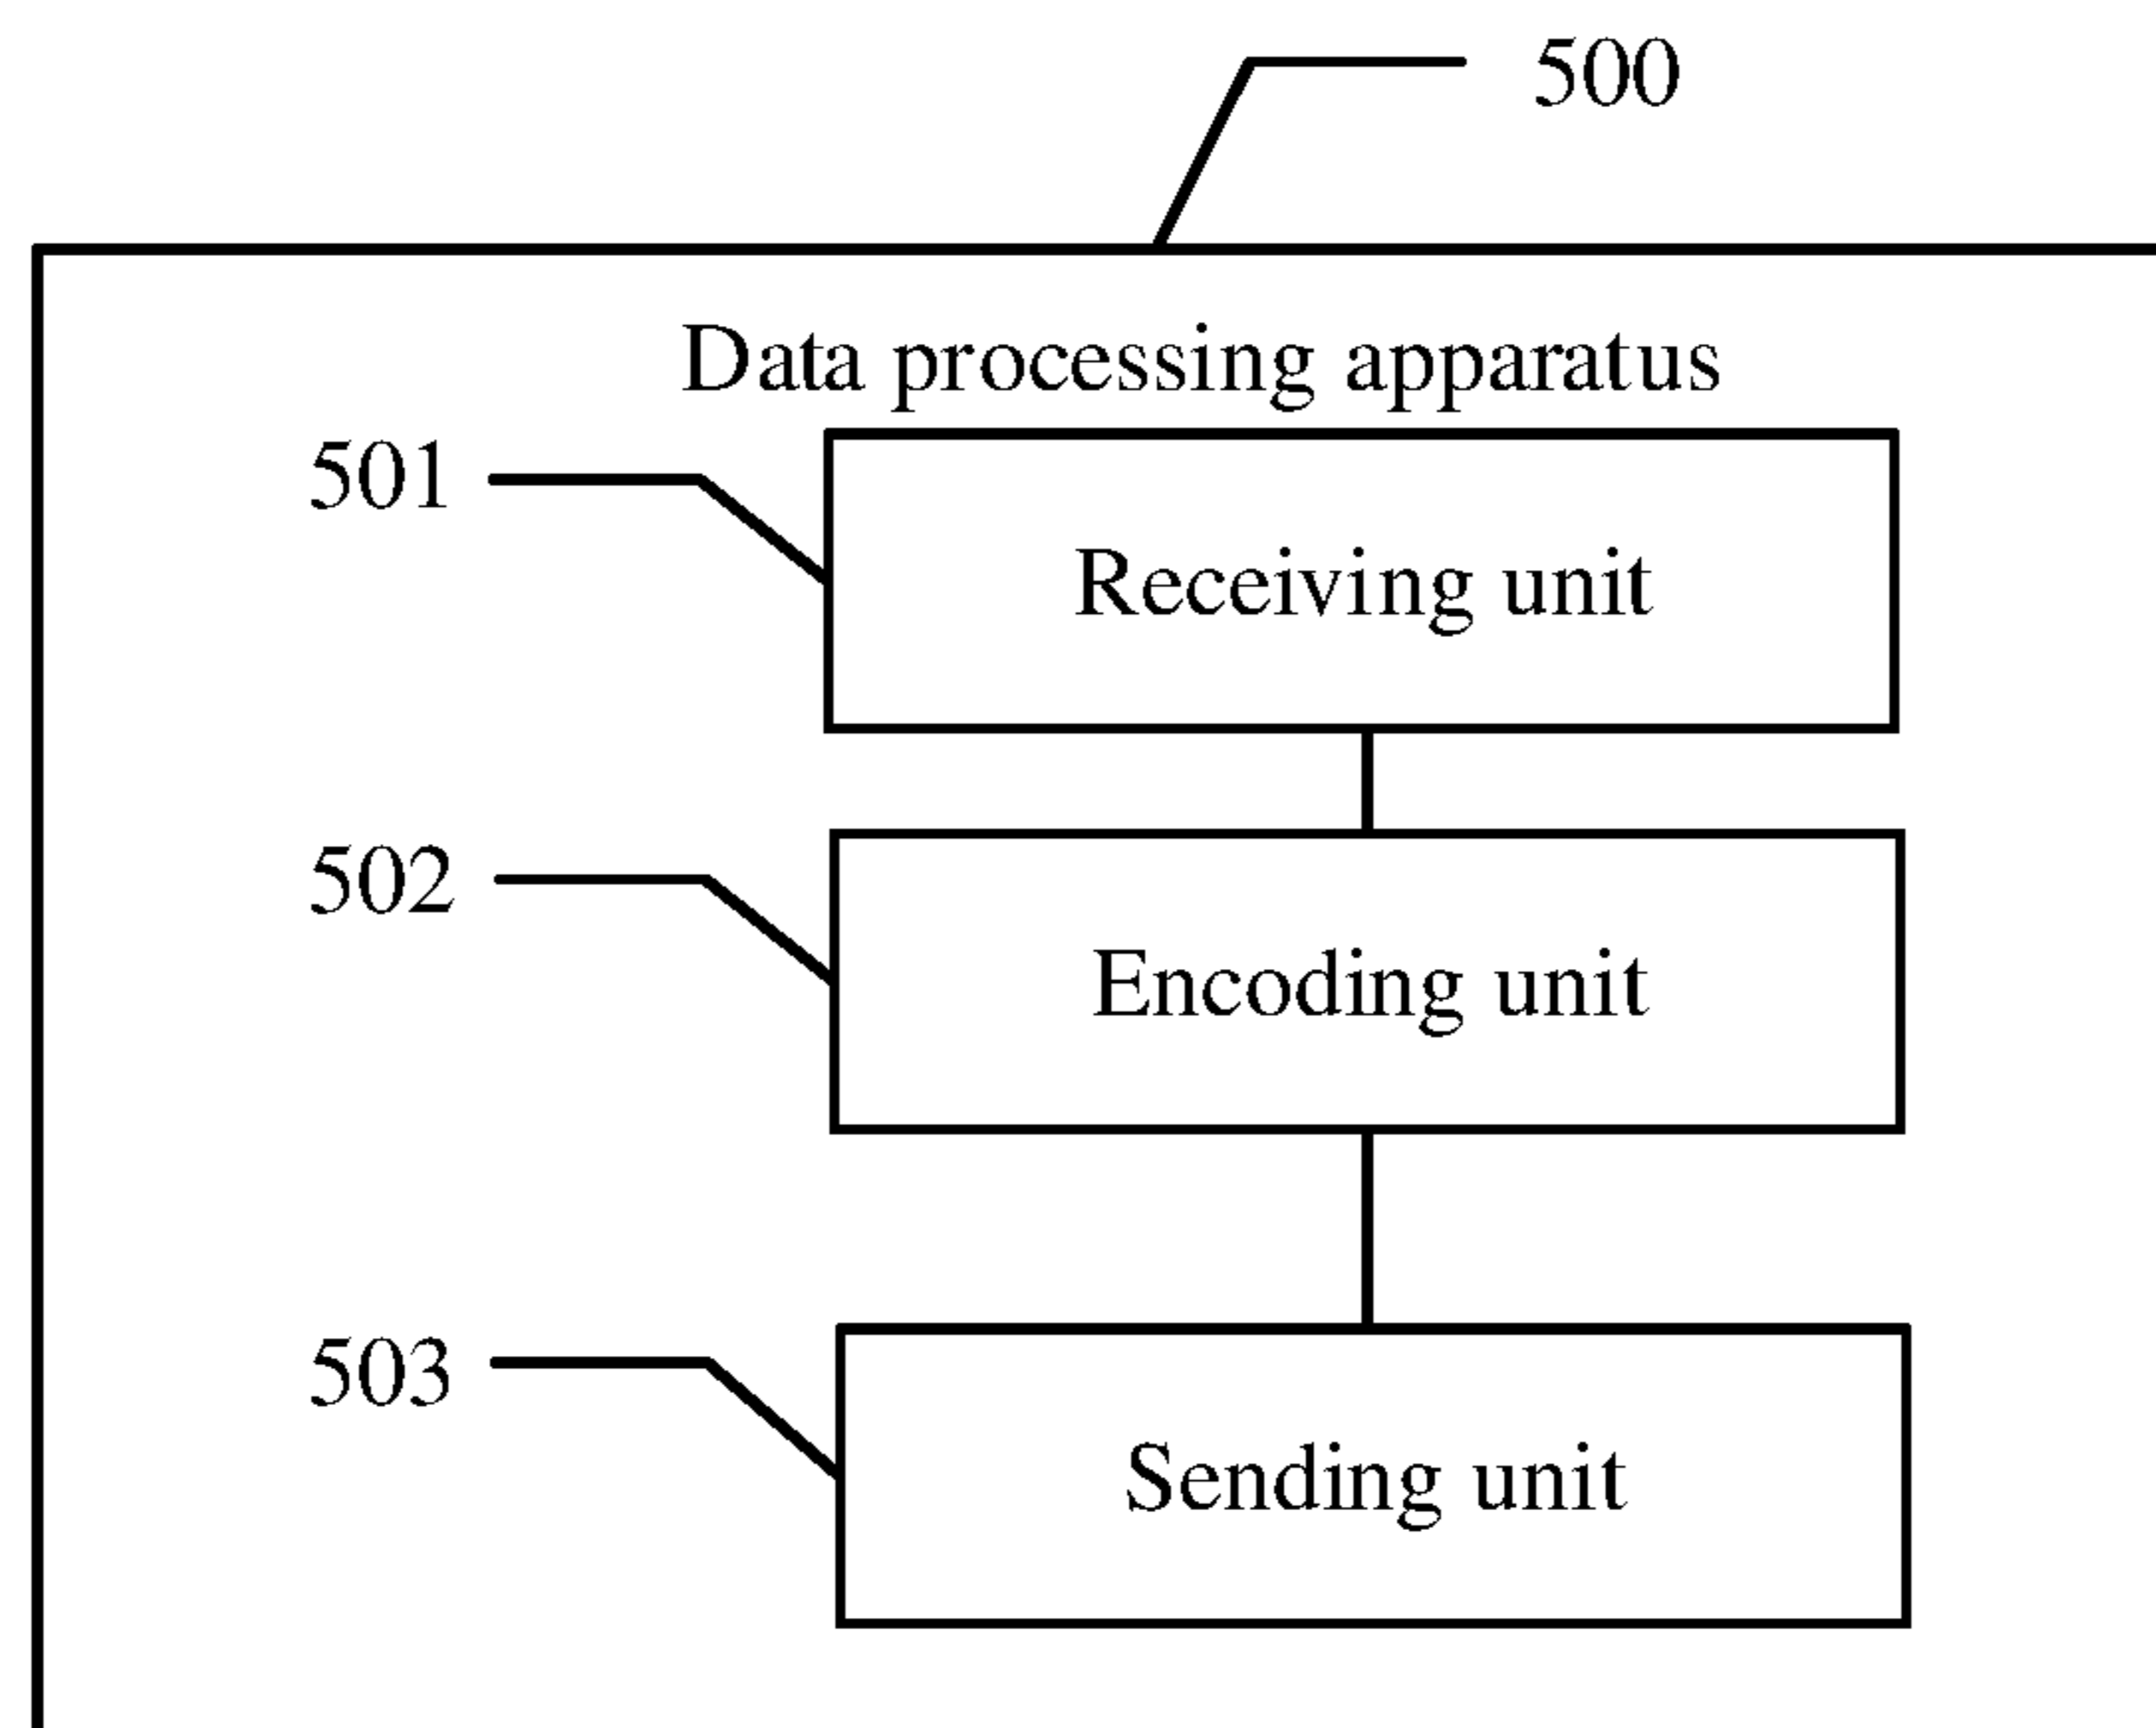 500
Data processing apparatus
501
Receiving unit
502
Encoding unit
503
Sending unit